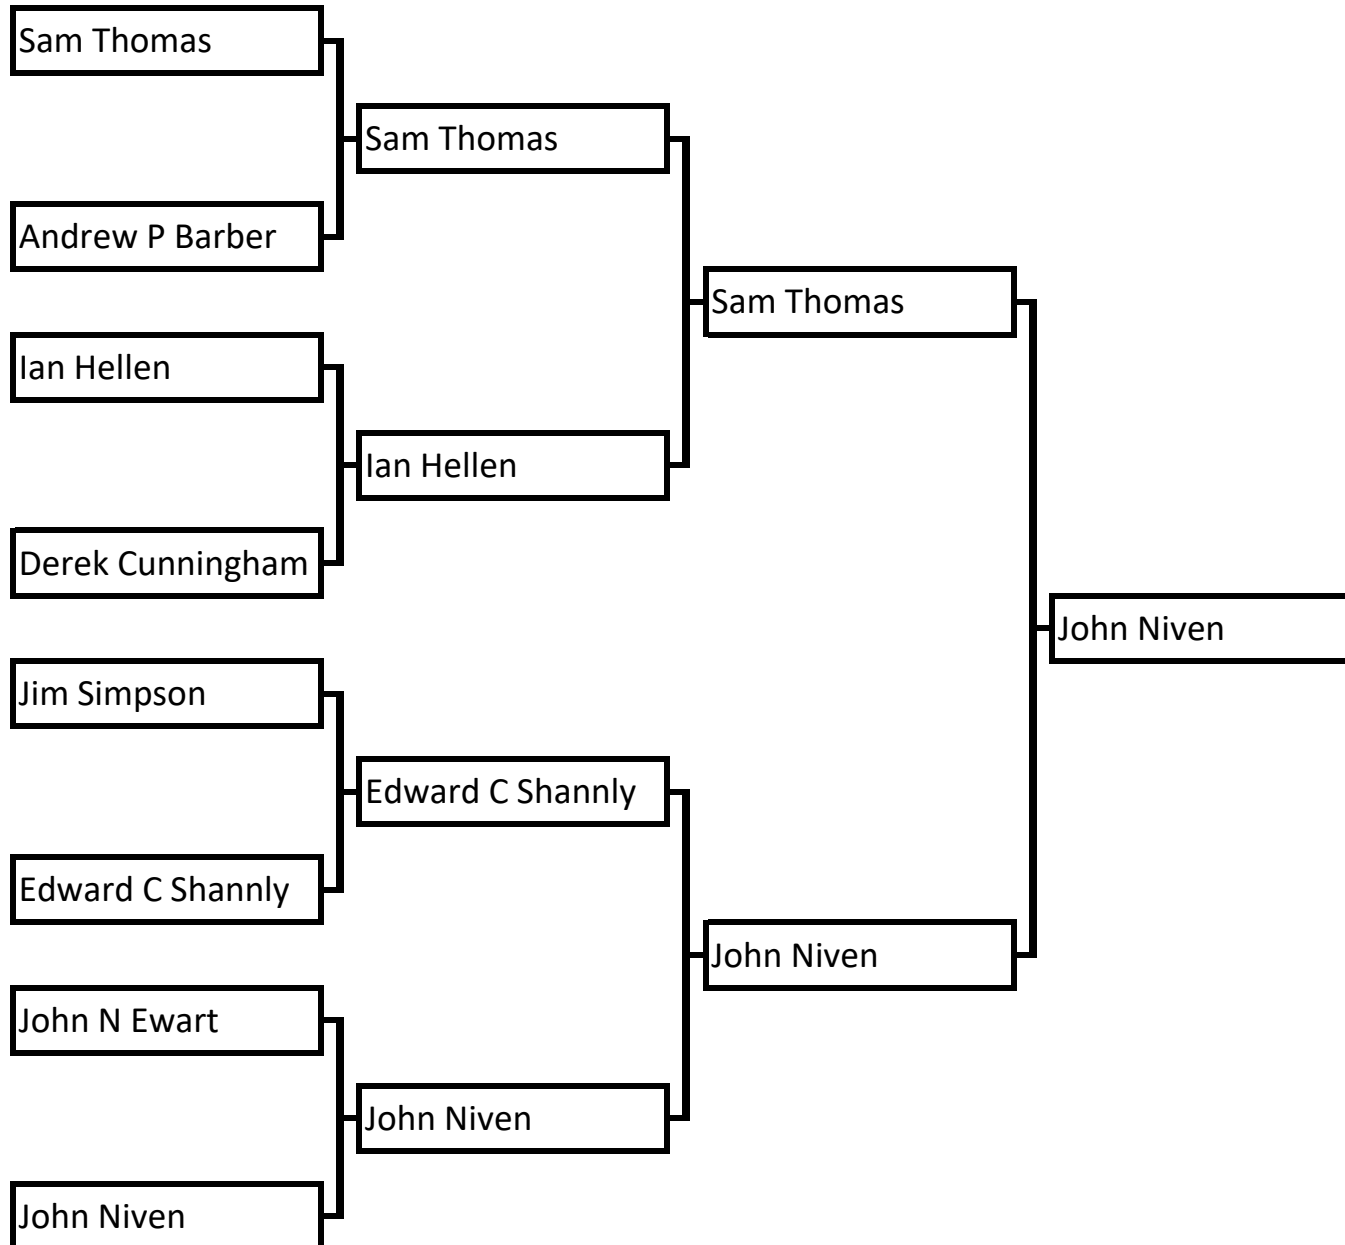 Sam Thomas
Sam Thomas
Andrew P Barber
Sam Thomas
Ian Hellen
Ian Hellen
Derek Cunningham
John Niven
Jim Simpson
Edward C Shannly
Edward C Shannly
John Niven
John N Ewart
John Niven
John Niven